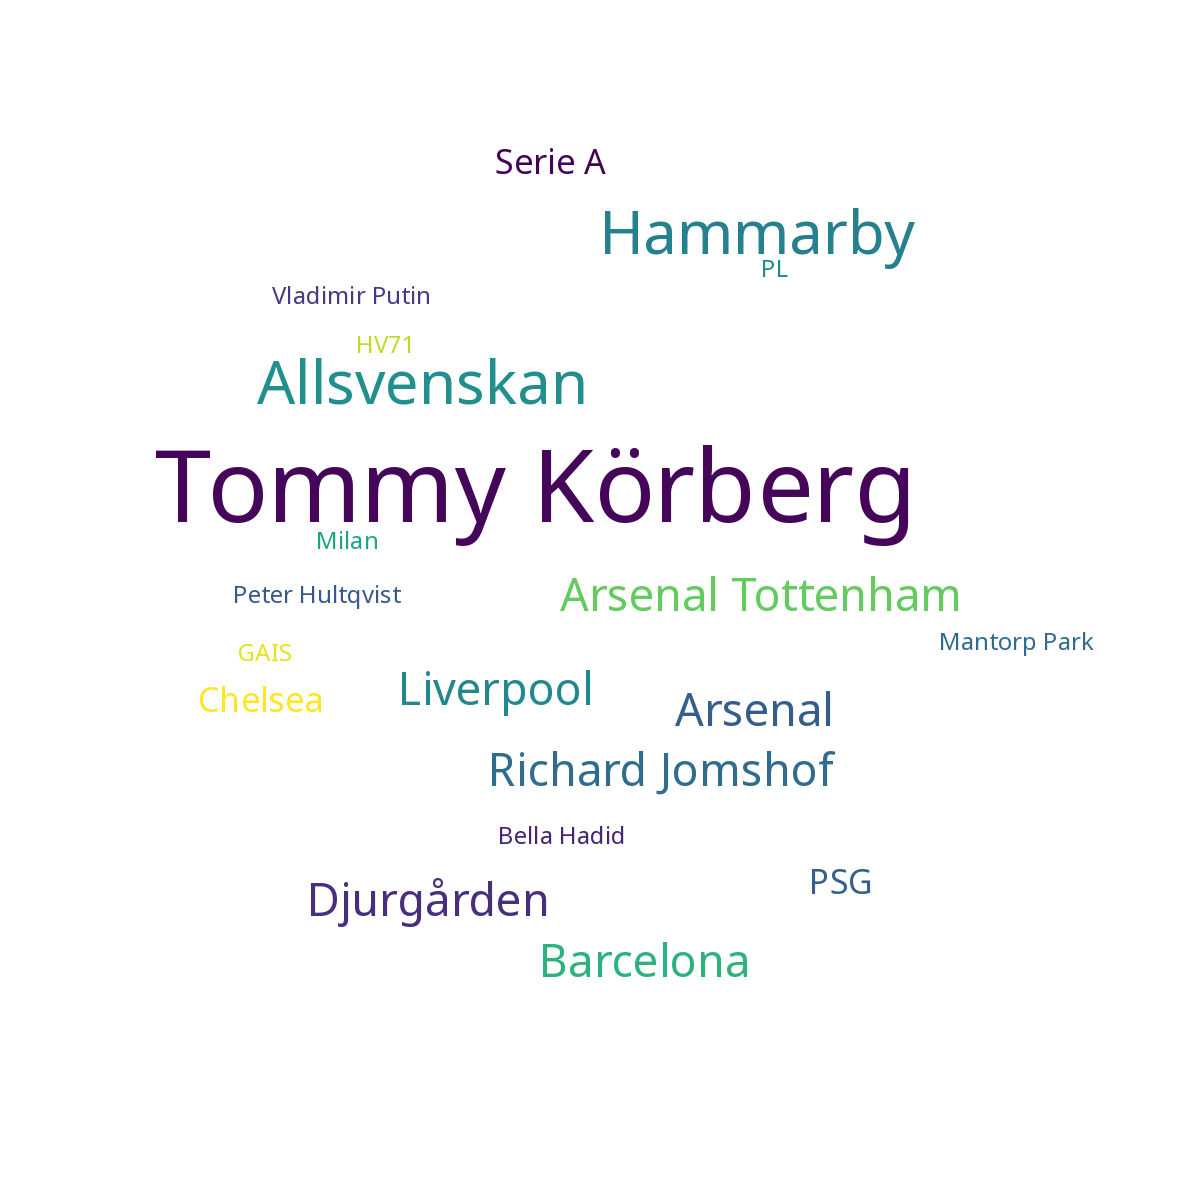 Serie A
Hammarby
PL
Vladimir Putin
HV71
Allsvenskan
Tommy Körberg
Milan
Peter Hultqvist
Arsenal Tottenham
Mantorp Park
GAIS
Chelsea
Liverpool
Arsenal
Richard Jomshof
Bella Hadid
PSG
Djurgården
Barcelona